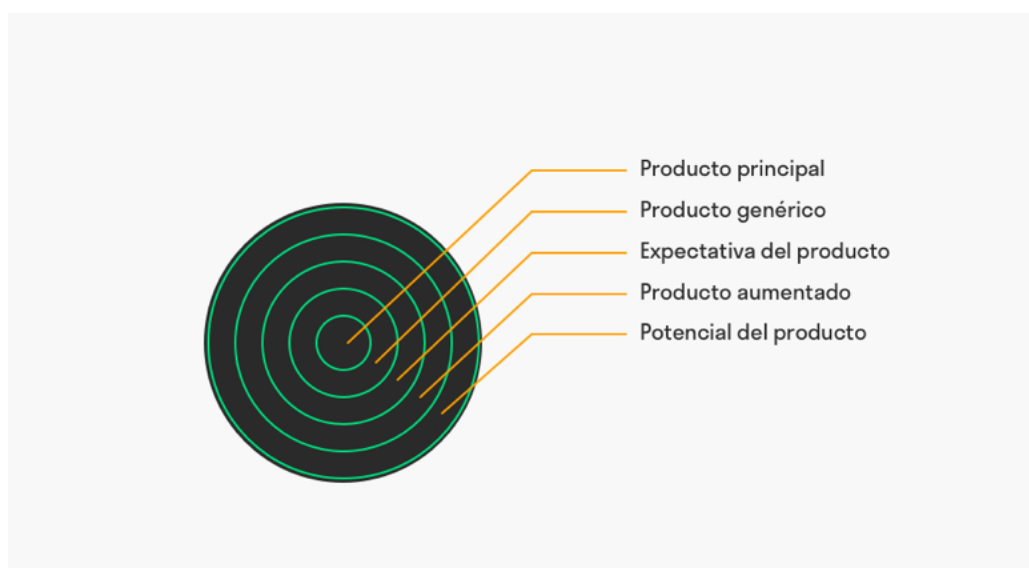 Producto principal
Producto genérico
Expectativa del producto
Producto aumentado
Potencial del producto